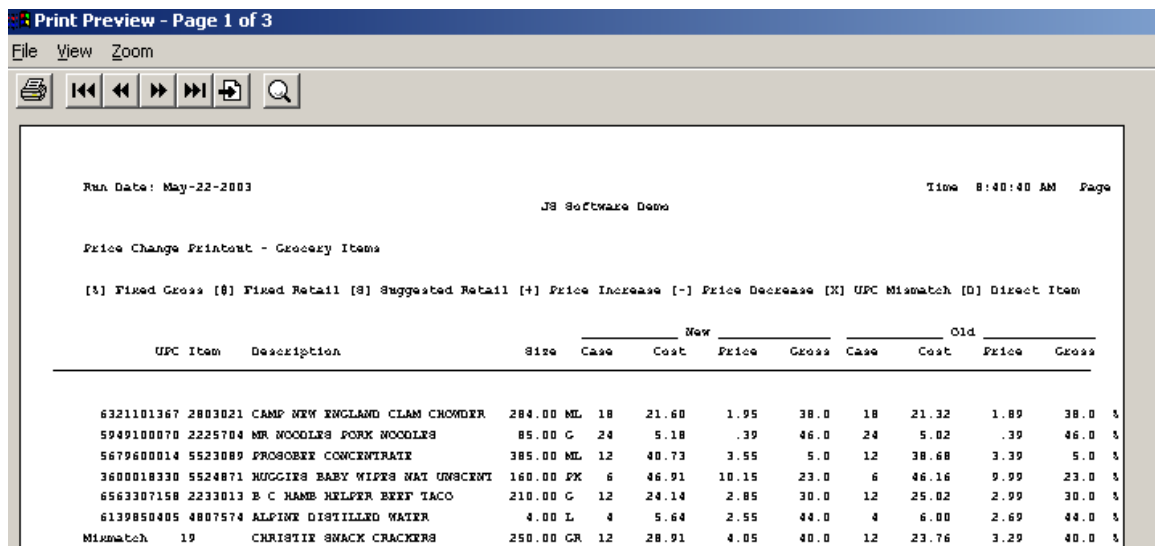 Print Preview - Page 1 of 3
File View Zoom
Run Date: May-22-2003 Time 8:40:40 AM Page
JS Software Demo
Price Change Printout - Grocery Items
[%] Fixed Gross [@] Fixed Retail [S] Suggested Retail [+] Price Increase [-] Price Decrease [X] UPC Mismatch [D] Direct Item
New Old
UPC Item Description Size Case Cost Price Gross Case Cost Price Gross
6321101367 2803021 CAMP NEW ENGLAND CLAM CHOWDER 284.00 ML 18 21.60 1.95 38.0 18 21.32 1.89 38.0 %
5949100070 2225704 MR NOODLES PORK NOODLES 85.00 G 24 5.18 .39 46.0 24 5.02 .39 46.0 %
5679600014 5523089 PROSOBEE CONCENTRATE 385.00 ML 12 40.73 3.55 5.0 12 38.68 3.39 5.0 %
3600018330 5524871 HUGGIES BABY WIPES NAT UNSCENT 160.00 PK 6 46.91 10.15 23.0 6 46.16 9.99 23.0 %
6563307158 2233013 B C HAMB HELPER BEEF TACO 210.00 G 12 24.14 2.85 30.0 12 25.02 2.99 30.0 %
6139850405 4807574 ALPINE DISTILLED WATER 4.00 L 4 5.64 2.55 44.0 4 6.00 2.69 44.0 %
Mismatch 19 CHRISTIE SNACK CRACKERS 250.00 GR 12 28.91 4.05 40.0 12 23.76 3.29 40.0 %